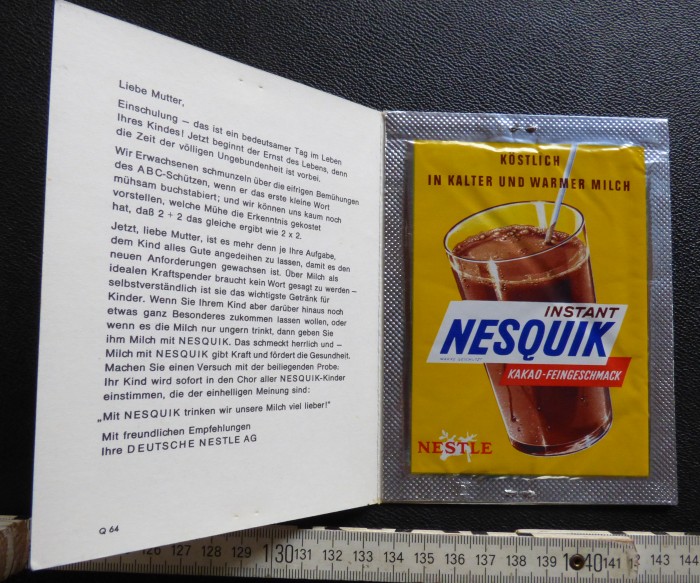 Liebe Mutter,
Einschulung — das ist ein bedeutsamer Tag im Leben
Ihres Kindes! Jetzt beginnt der Ernst des Lebens, denn
die Zeit der völligen Ungebundenheit ist vorbei.
Wir Erwachsenen schmunzeln über die eifrigen Bemühungen
des ABC-Schützen, wenn er das erste kleine Wort
mühsam buchstabiert; und wir können uns kaum noch
vorstellen, welche Mühe die Erkenntnis gekostet
hat, daß 2 + 2 das gleiche ergibt wie 2 x 2.
Jetzt, liebe Mutter, ist es mehr denn je Ihre Aufgabe,
dem Kind alles Gute angedeihen zu lassen, damit es den
neuen Anforderungen gewachsen ist. Über Milch als
idealen Kraftspender braucht kein Wort gesagt zu werden —
selbstverständlich ist sie das wichtigste Getränk für
Kinder. Wenn Sie Ihrem Kind aber darüber hinaus noch
etwas ganz Besonderes zukommen lassen wollen, oder
wenn es die Milch nur ungern trinkt, dann geben Sie
ihm Milch mit NESQUIK. Das schmeckt herrlich und —
Milch mit NESQUIK gibt Kraft und fördert die Gesundheit.
Machen Sie einen Versuch mit der beiliegenden Probe:
Ihr Kind wird sofort in den Chor aller NESQUIK-Kinder
einstimmen, die der einhelligen Meinung sind:
„Mit NESQUIK trinken wir unsere Milch viel lieber!"
Mit freundlichen Empfehlungen
Ihre DEUTSCHE NESTLE AG
Q 64
KÖSTLICH
IN KALTER UND WARMER MILCH
INSTANT
NESQUIK
KAKAO-FEINGESCHMACK
NESTLE
126 127 128 129 130 131 132 133 134 135 136 137 138 139 140 141 142